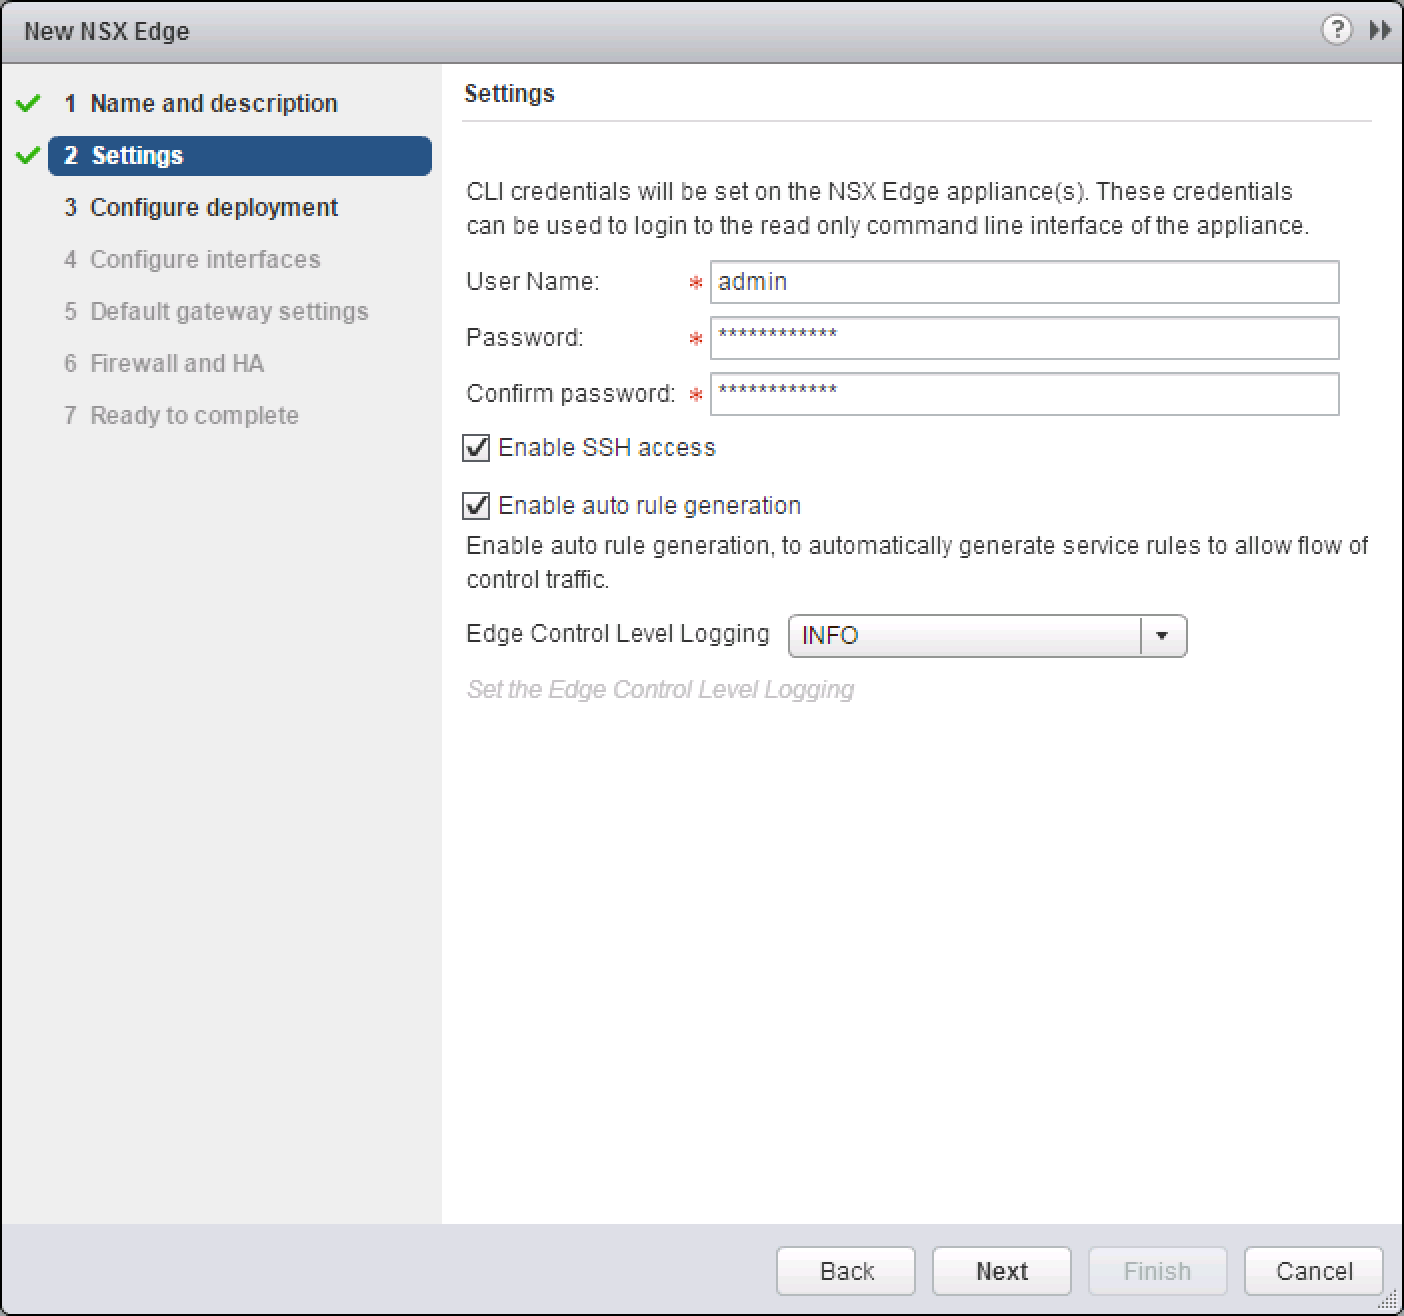 New NSX Edge
?
1 Name and description
2 Settings
3 Configure deployment
4 Configure interfaces
5 Default gateway settings
6 Firewall and HA
7 Ready to complete
Settings
CLI credentials will be set on the NSX Edge appliance(s). These credentials
can be used to login to the read only command line interface of the appliance.
User Name: * admin
Password: * ************
Confirm password: * ************
Enable SSH access
Enable auto rule generation
Enable auto rule generation, to automatically generate service rules to allow flow of
control traffic.
Edge Control Level Logging INFO
Set the Edge Control Level Logging
Back Next Finish Cancel